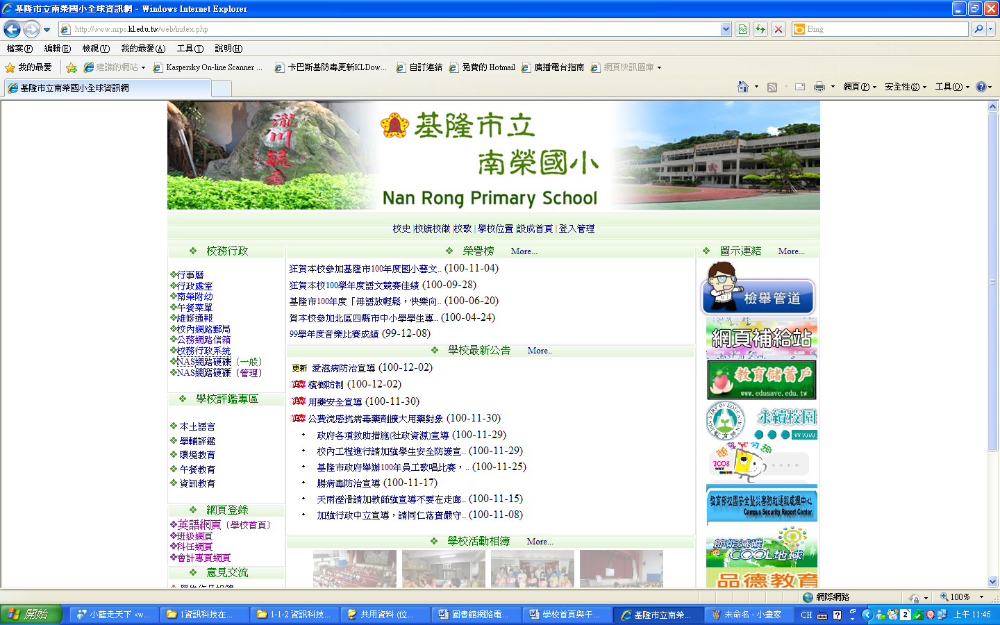 基隆市立南榮國小全球資訊網 - Windows Internet Explorer
http://www.nrps.kl.edu.tw/web/index.php
Bing
檔案(F) 編輯(E) 檢視(V) 我的最愛(A) 工具(T) 說明(H)
我的最愛 建議的網站 Kaspersky On-line Scanner ... 卡巴斯基防毒更新KLDow... 自訂連結 免費的 Hotmail 廣播電台指南 網頁快訊圖庫
基隆市立南榮國小全球資訊網
網頁(P) 安全性(S) 工具(O)
瀧川毓秀
基隆市立
南榮國小
Nan Rong Primary School
校史 |校旗校徽 |校歌 | 學校位置 |設成首頁 | 登入管理
校務行政
行事曆
行政處室
南榮附幼
午餐菜單
維修通報
校內網路郵局
公務網路信箱
校務行政系統
NAS網路硬碟〔一般〕
NAS網路硬碟〔管理〕
學校評鑑專區
本土語言
學輔評鑑
環境教育
午餐教育
資訊教育
網頁登錄
英語網頁〔學校首頁〕
班級網頁
科任網頁
會計專頁網頁
意見交流
榮譽榜 More...
狂賀本校參加基隆市100年度國小藝文.. (100-11-04)
狂賀本校100學年度語文競賽佳績 (100-09-28)
基隆市100年度「母語放輕鬆，快樂向.. (100-06-20)
賀本校參加北區四縣市中小學學生專.. (100-04-24)
99學年度音樂比賽成績 (99-12-08)
學校最新公告 More..
更新 愛滋病防治宣導 (100-12-02)
NEW 檳榔防制 (100-12-02)
NEW 用藥安全宣導 (100-11-30)
NEW 公費流感抗病毒藥劑擴大用藥對象 (100-11-30)
• 政府各項救助措施(社政資源)宣導 (100-11-29)
• 校內工程進行請加強學生安全防護宣.. (100-11-29)
• 基隆市政府舉辦100年員工歌唱比賽，.. (100-11-25)
• 腸病毒防治宣導 (100-11-17)
• 天雨溼滑請加教師強宣導不要在走廊.. (100-11-15)
• 加強行政中立宣導，請同仁落實嚴守.. (100-11-08)
學校活動相簿 More...
圖示連結 More...
檢舉管道
網頁補給站
教育儲蓄戶
www.edusave.edu.tw
MINISTRY OF EDUCATION
教育部
永續校園
www.
2008
教育部校園安全暨災害防救通報處理中心
Campus Security Report Center
節能減碳
COOL地球
品德教育
網際網路 100%
開始 小藍走天下 <w... 1資訊科技在... 1-1-2 資訊科技... 共用資料 (位... 圖書館網路電... 學校首頁與午... 基隆市立南榮... 未命名 - 小畫家 CH 2 上午 11:46